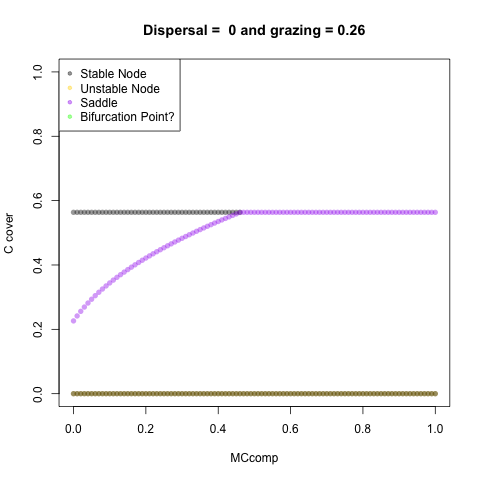 Dispersal =  0 and grazing = 0.26
Stable Node
Unstable Node
Saddle
Bifurcation Point?
1.0
0.8
0.6
0.4
0.2
0.0
C cover
0.0 0.2 0.4 0.6 0.8 1.0
MCcomp